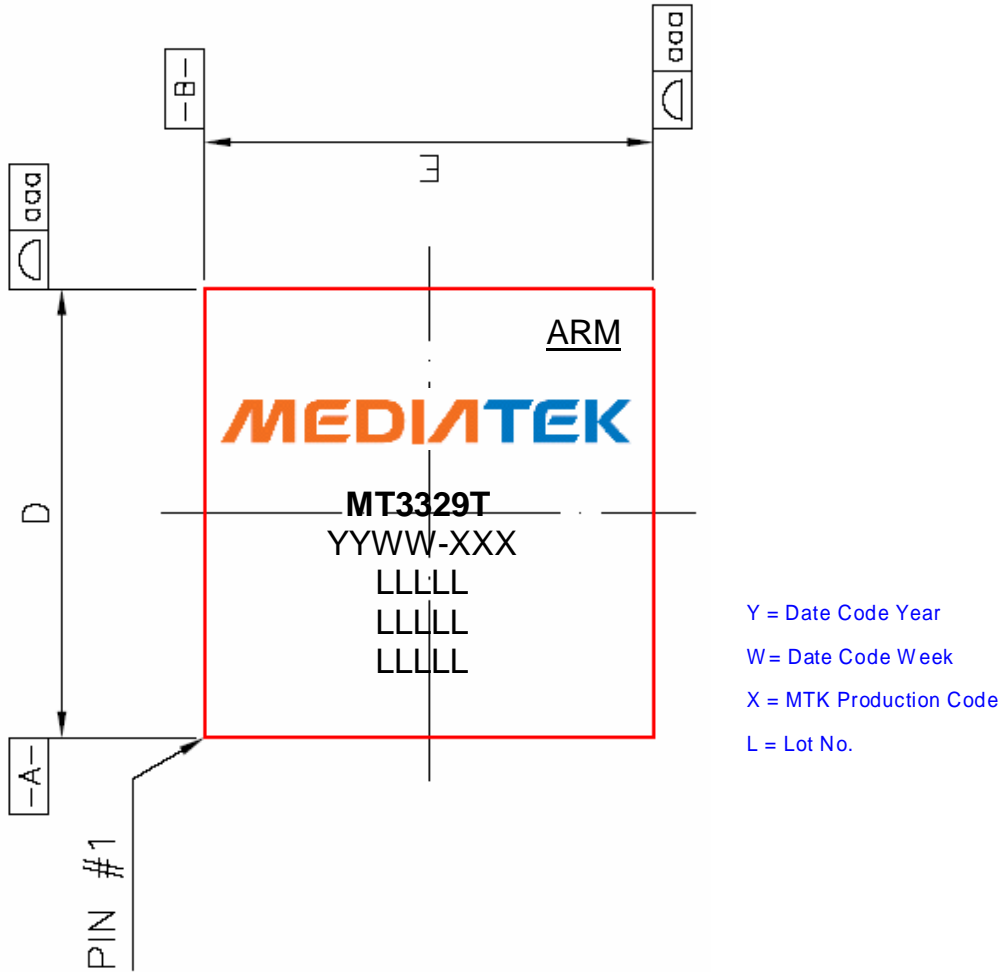 aaa
-B-
aaa
E
ARM
MEDIATEK
D
MT3329T
YYWW-XXX
LLLLL
LLLLL
LLLLL
Y = Date Code Year
W= Date Code Week
X = MTK Production Code
L = Lot No.
-A-
PIN #1